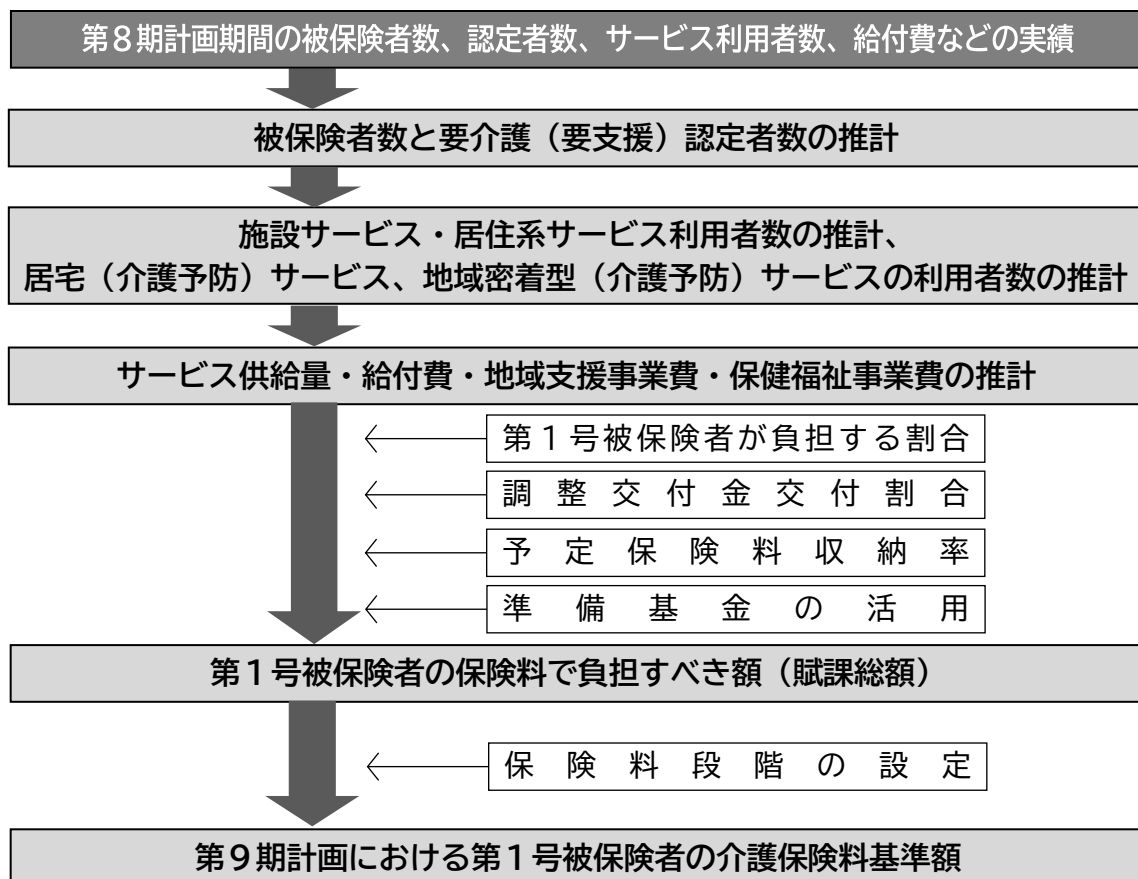 第８期計画期間の被保険者数、認定者数、サービス利用者数、給付費などの実績
被保険者数と要介護（要支援）認定者数の推計
施設サービス・居住系サービス利用者数の推計、
居宅（介護予防）サービス、地域密着型（介護予防）サービスの利用者数の推計
サービス供給量・給付費・地域支援事業費・保健福祉事業費の推計
第１号被保険者が負担する割合
調整交付金交付割合
予定保険料収納率
準備基金の活用
第１号被保険者の保険料で負担すべき額（賦課総額）
保険料段階の設定
第９期計画における第１号被保険者の介護保険料基準額